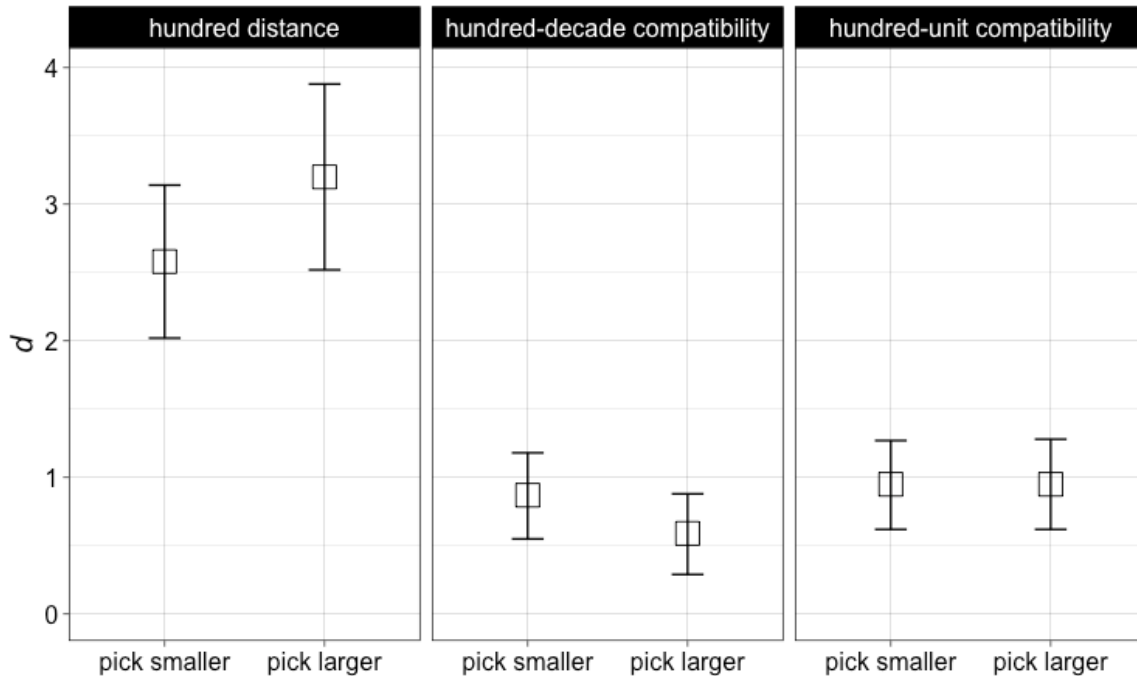 hundred distance
hundred-decade compatibility
hundred-unit compatibility
d
4
3
2
1
0
pick smaller
pick larger
pick smaller
pick larger
pick smaller
pick larger